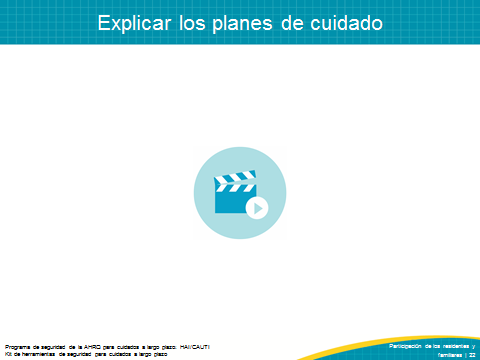 Explicar los planes de cuidado
Programa de seguridad de la AHRQ para cuidados a largo plazo: HAI/CAUTI
Kit de herramientas de seguridad para cuidados a largo plazo
Participación de los residentes y
familiares | 22